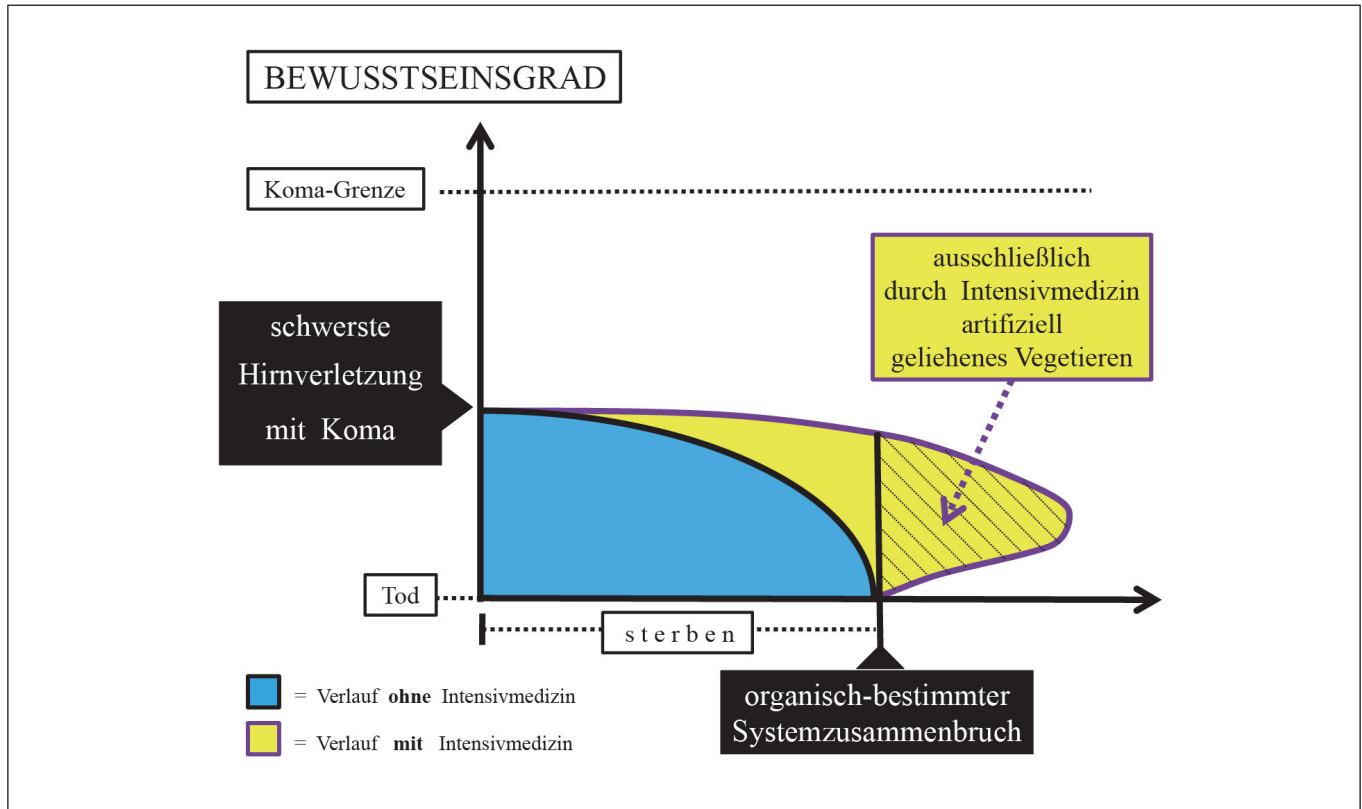 BEWUSSTSEINSGRAD
Koma-Grenze
ausschließlich
durch Intensivmedizin
artifiziell
geliehenes Vegetieren
schwerste
Hirnverletzung
mit Koma
Tod
sterben
= Verlauf ohne Intensivmedizin
= Verlauf mit Intensivmedizin
organisch-bestimmter
Systemzusammenbruch